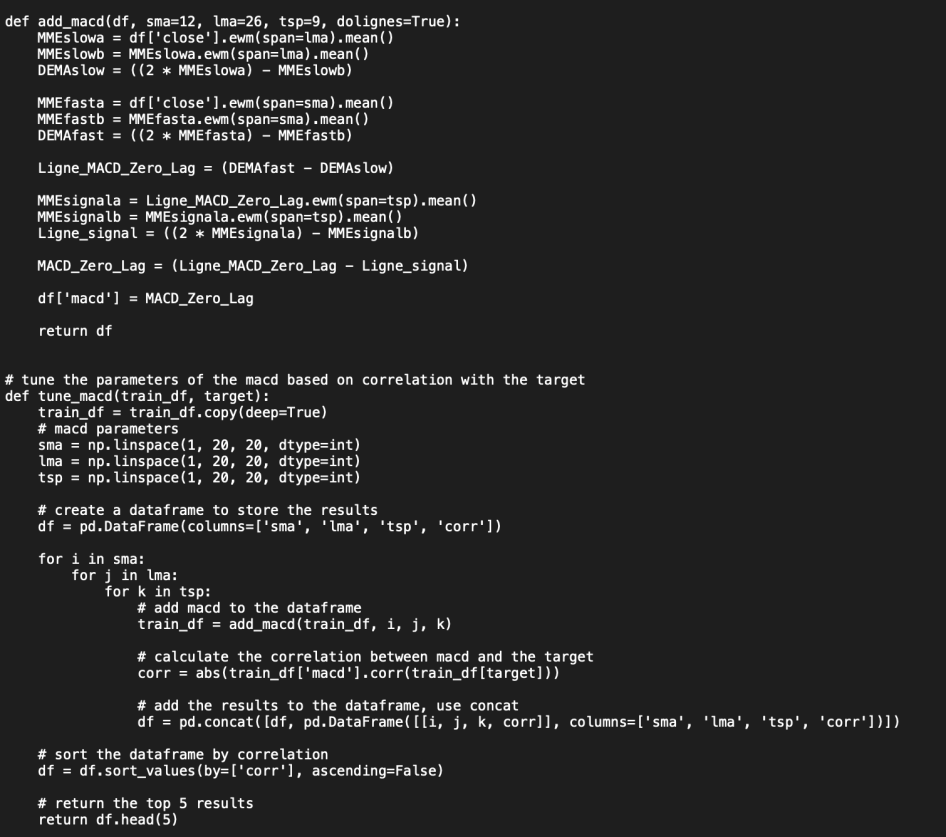 def add_macd(df, sma=12, lma=26, tsp=9, dolignes=True):
    MMEslowa = df['close'].ewm(span=lma).mean()
    MMEslowb = MMEslowa.ewm(span=lma).mean()
    DEMAslow = ((2 * MMEslowa) - MMEslowb)

    MMEfasta = df['close'].ewm(span=sma).mean()
    MMEfastb = MMEfasta.ewm(span=sma).mean()
    DEMAfast = ((2 * MMEfasta) - MMEfastb)

    Ligne_MACD_Zero_Lag = (DEMAfast - DEMAslow)

    MMEsignala = Ligne_MACD_Zero_Lag.ewm(span=tsp).mean()
    MMEsignalb = MMEsignala.ewm(span=tsp).mean()
    Ligne_signal = ((2 * MMEsignala) - MMEsignalb)

    MACD_Zero_Lag = (Ligne_MACD_Zero_Lag - Ligne_signal)

    df['macd'] = MACD_Zero_Lag

    return df


# tune the parameters of the macd based on correlation with the target
def tune_macd(train_df, target):
    train_df = train_df.copy(deep=True)
    # macd parameters
    sma = np.linspace(1, 20, 20, dtype=int)
    lma = np.linspace(1, 20, 20, dtype=int)
    tsp = np.linspace(1, 20, 20, dtype=int)

    # create a dataframe to store the results
    df = pd.DataFrame(columns=['sma', 'lma', 'tsp', 'corr'])

    for i in sma:
        for j in lma:
            for k in tsp:
                # add macd to the dataframe
                train_df = add_macd(train_df, i, j, k)

                # calculate the correlation between macd and the target
                corr = abs(train_df['macd'].corr(train_df[target]))

                # add the results to the dataframe, use concat
                df = pd.concat([df, pd.DataFrame([[i, j, k, corr]], columns=['sma', 'lma', 'tsp', 'corr'])])

    # sort the dataframe by correlation
    df = df.sort_values(by=['corr'], ascending=False)

    # return the top 5 results
    return df.head(5)